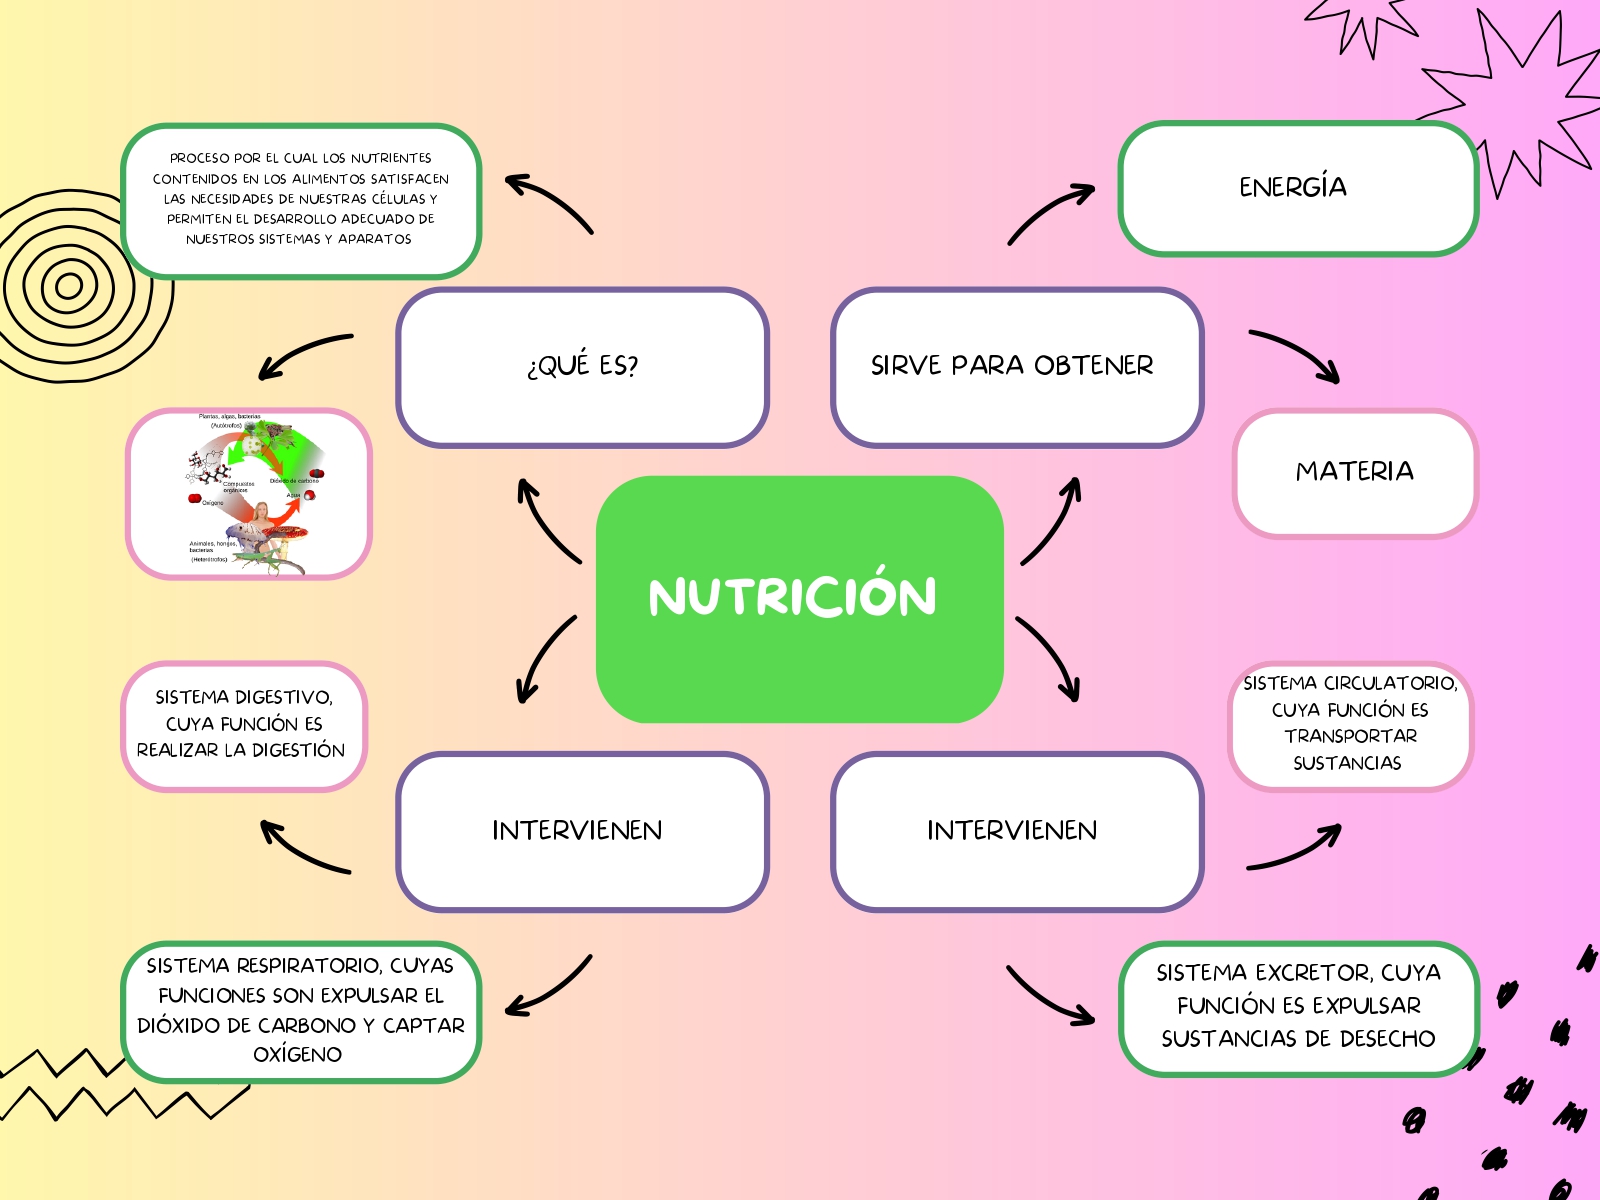 PROCESO POR EL CUAL LOS NUTRIENTES
CONTENIDOS EN LOS ALIMENTOS SATISFACEN
LAS NECESIDADES DE NUESTRAS CÉLULAS Y
PERMITEN EL DESARROLLO ADECUADO DE
NUESTROS SISTEMAS Y APARATOS
ENERGÍA
¿QUÉ ES?
SIRVE PARA OBTENER
Plantas, algas, bacterias
(Autótrofos)
Compuestos
orgánicos
Dióxido de carbono
Agua
Oxígeno
Animales, hongos,
bacterias
(Heterótrofos)
MATERIA
NUTRICIÓN
SISTEMA DIGESTIVO,
CUYA FUNCIÓN ES
REALIZAR LA DIGESTIÓN
SISTEMA CIRCULATORIO,
CUYA FUNCIÓN ES
TRANSPORTAR
SUSTANCIAS
INTERVIENEN
INTERVIENEN
SISTEMA RESPIRATORIO, CUYAS
FUNCIONES SON EXPULSAR EL
DIÓXIDO DE CARBONO Y CAPTAR
OXÍGENO
SISTEMA EXCRETOR, CUYA
FUNCIÓN ES EXPULSAR
SUSTANCIAS DE DESECHO